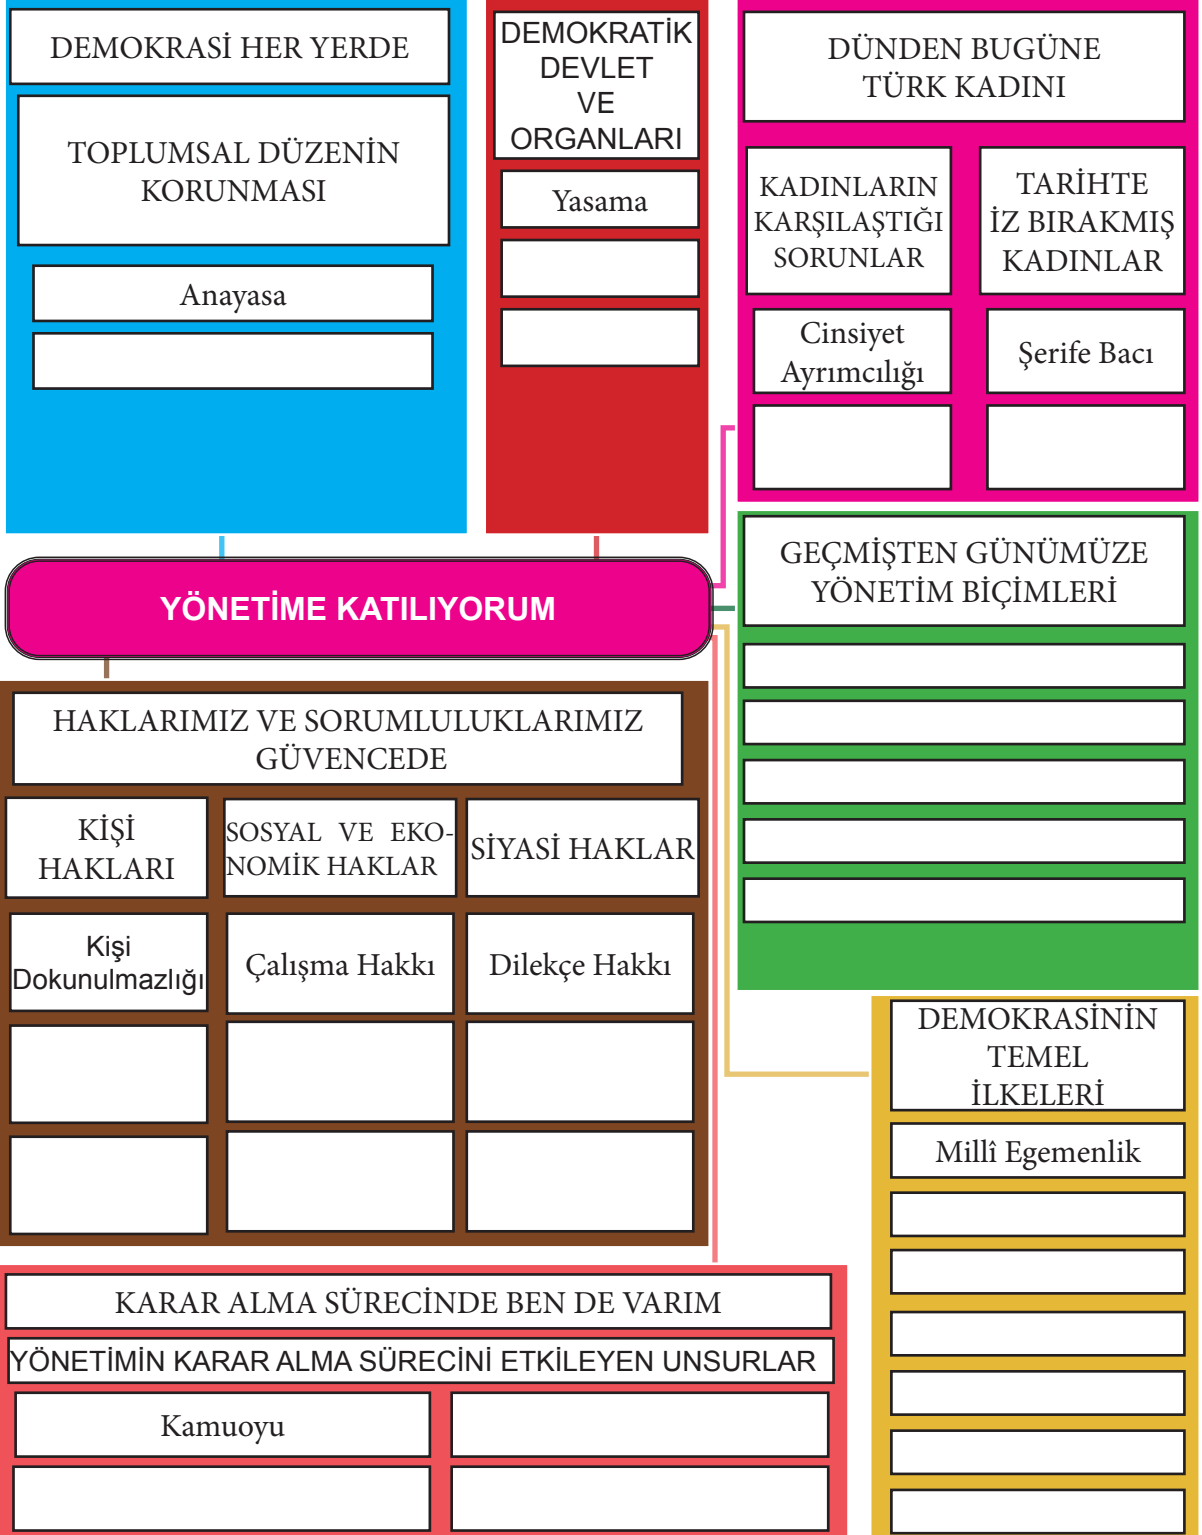 DEMOKRASİ HER YERDE
TOPLUMSAL DÜZENİN
KORUNMASI
Anayasa
DEMOKRATİK
DEVLET
VE
ORGANLARI
Yasama
DÜNDEN BUGÜNE
TÜRK KADINI
KADINLARIN
KARŞILAŞTIĞI
SORUNLAR
Cinsiyet
Ayrımcılığı
TARİHTE
İZ BIRAKMIŞ
KADINLAR
Şerife Bacı
YÖNETİME KATILIYORUM
GEÇMİŞTEN GÜNÜMÜZE
YÖNETİM BİÇİMLERİ
HAKLARIMIZ VE SORUMLULUKLARIMIZ
GÜVENCEDE
KİŞİ
HAKLARI
Kişi
Dokunulmazlığı
SOSYAL VE EKO-
NOMİK HAKLAR
Çalışma Hakkı
SİYASİ HAKLAR
Dilekçe Hakkı
DEMOKRASİNİN
TEMEL
İLKELERİ
Millî Egemenlik
KARAR ALMA SÜRECİNDE BEN DE VARIM
YÖNETİMİN KARAR ALMA SÜRECİNİ ETKİLEYEN UNSURLAR
Kamuoyu